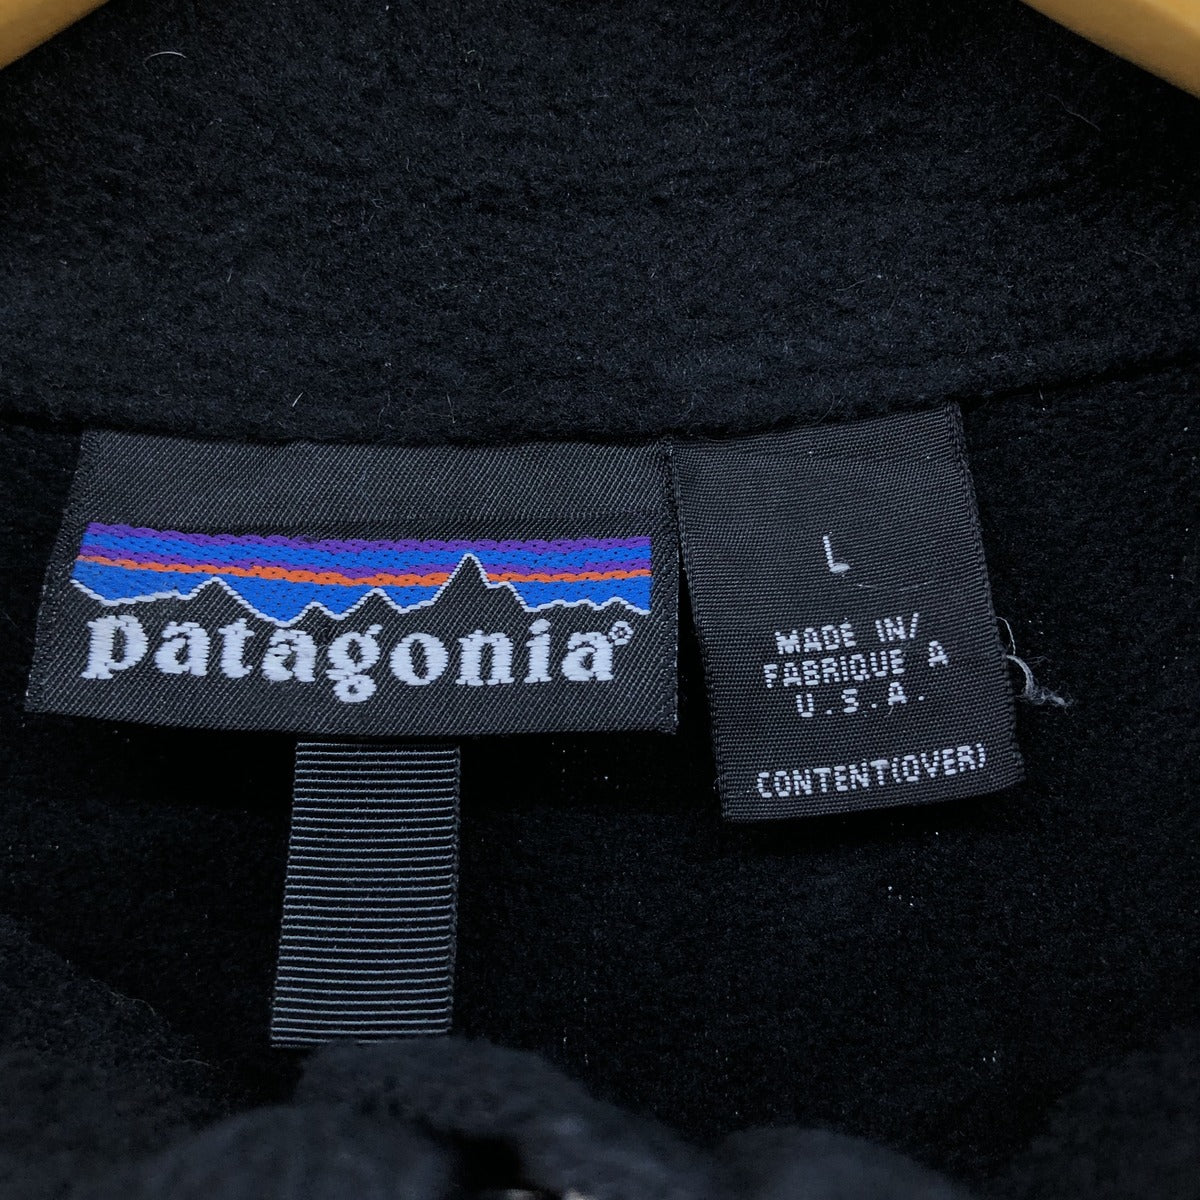 patagonia®
L
MADE IN/
FABRIQUE A
U.S.A.
CONTENT(OVER)